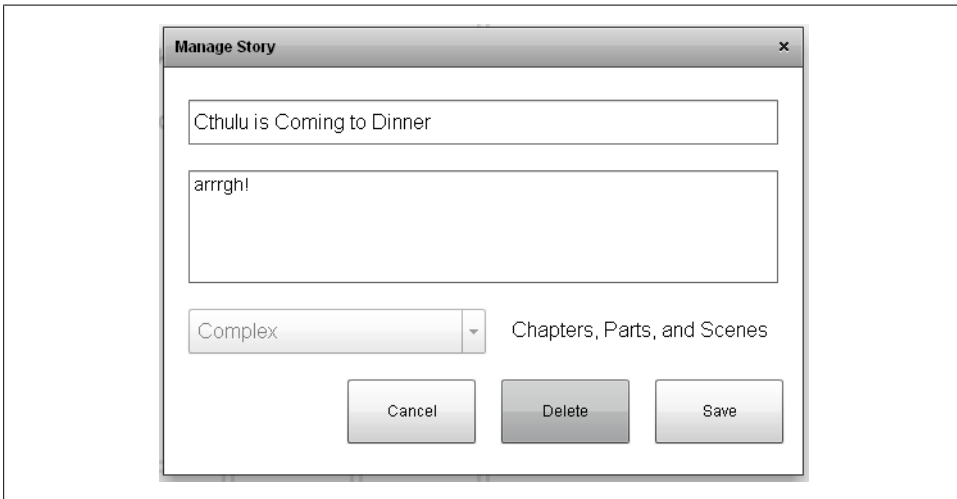 Manage Story
×
Cthulu is Coming to Dinner
arrrgh!
Complex
Chapters, Parts, and Scenes
Cancel
Delete
Save